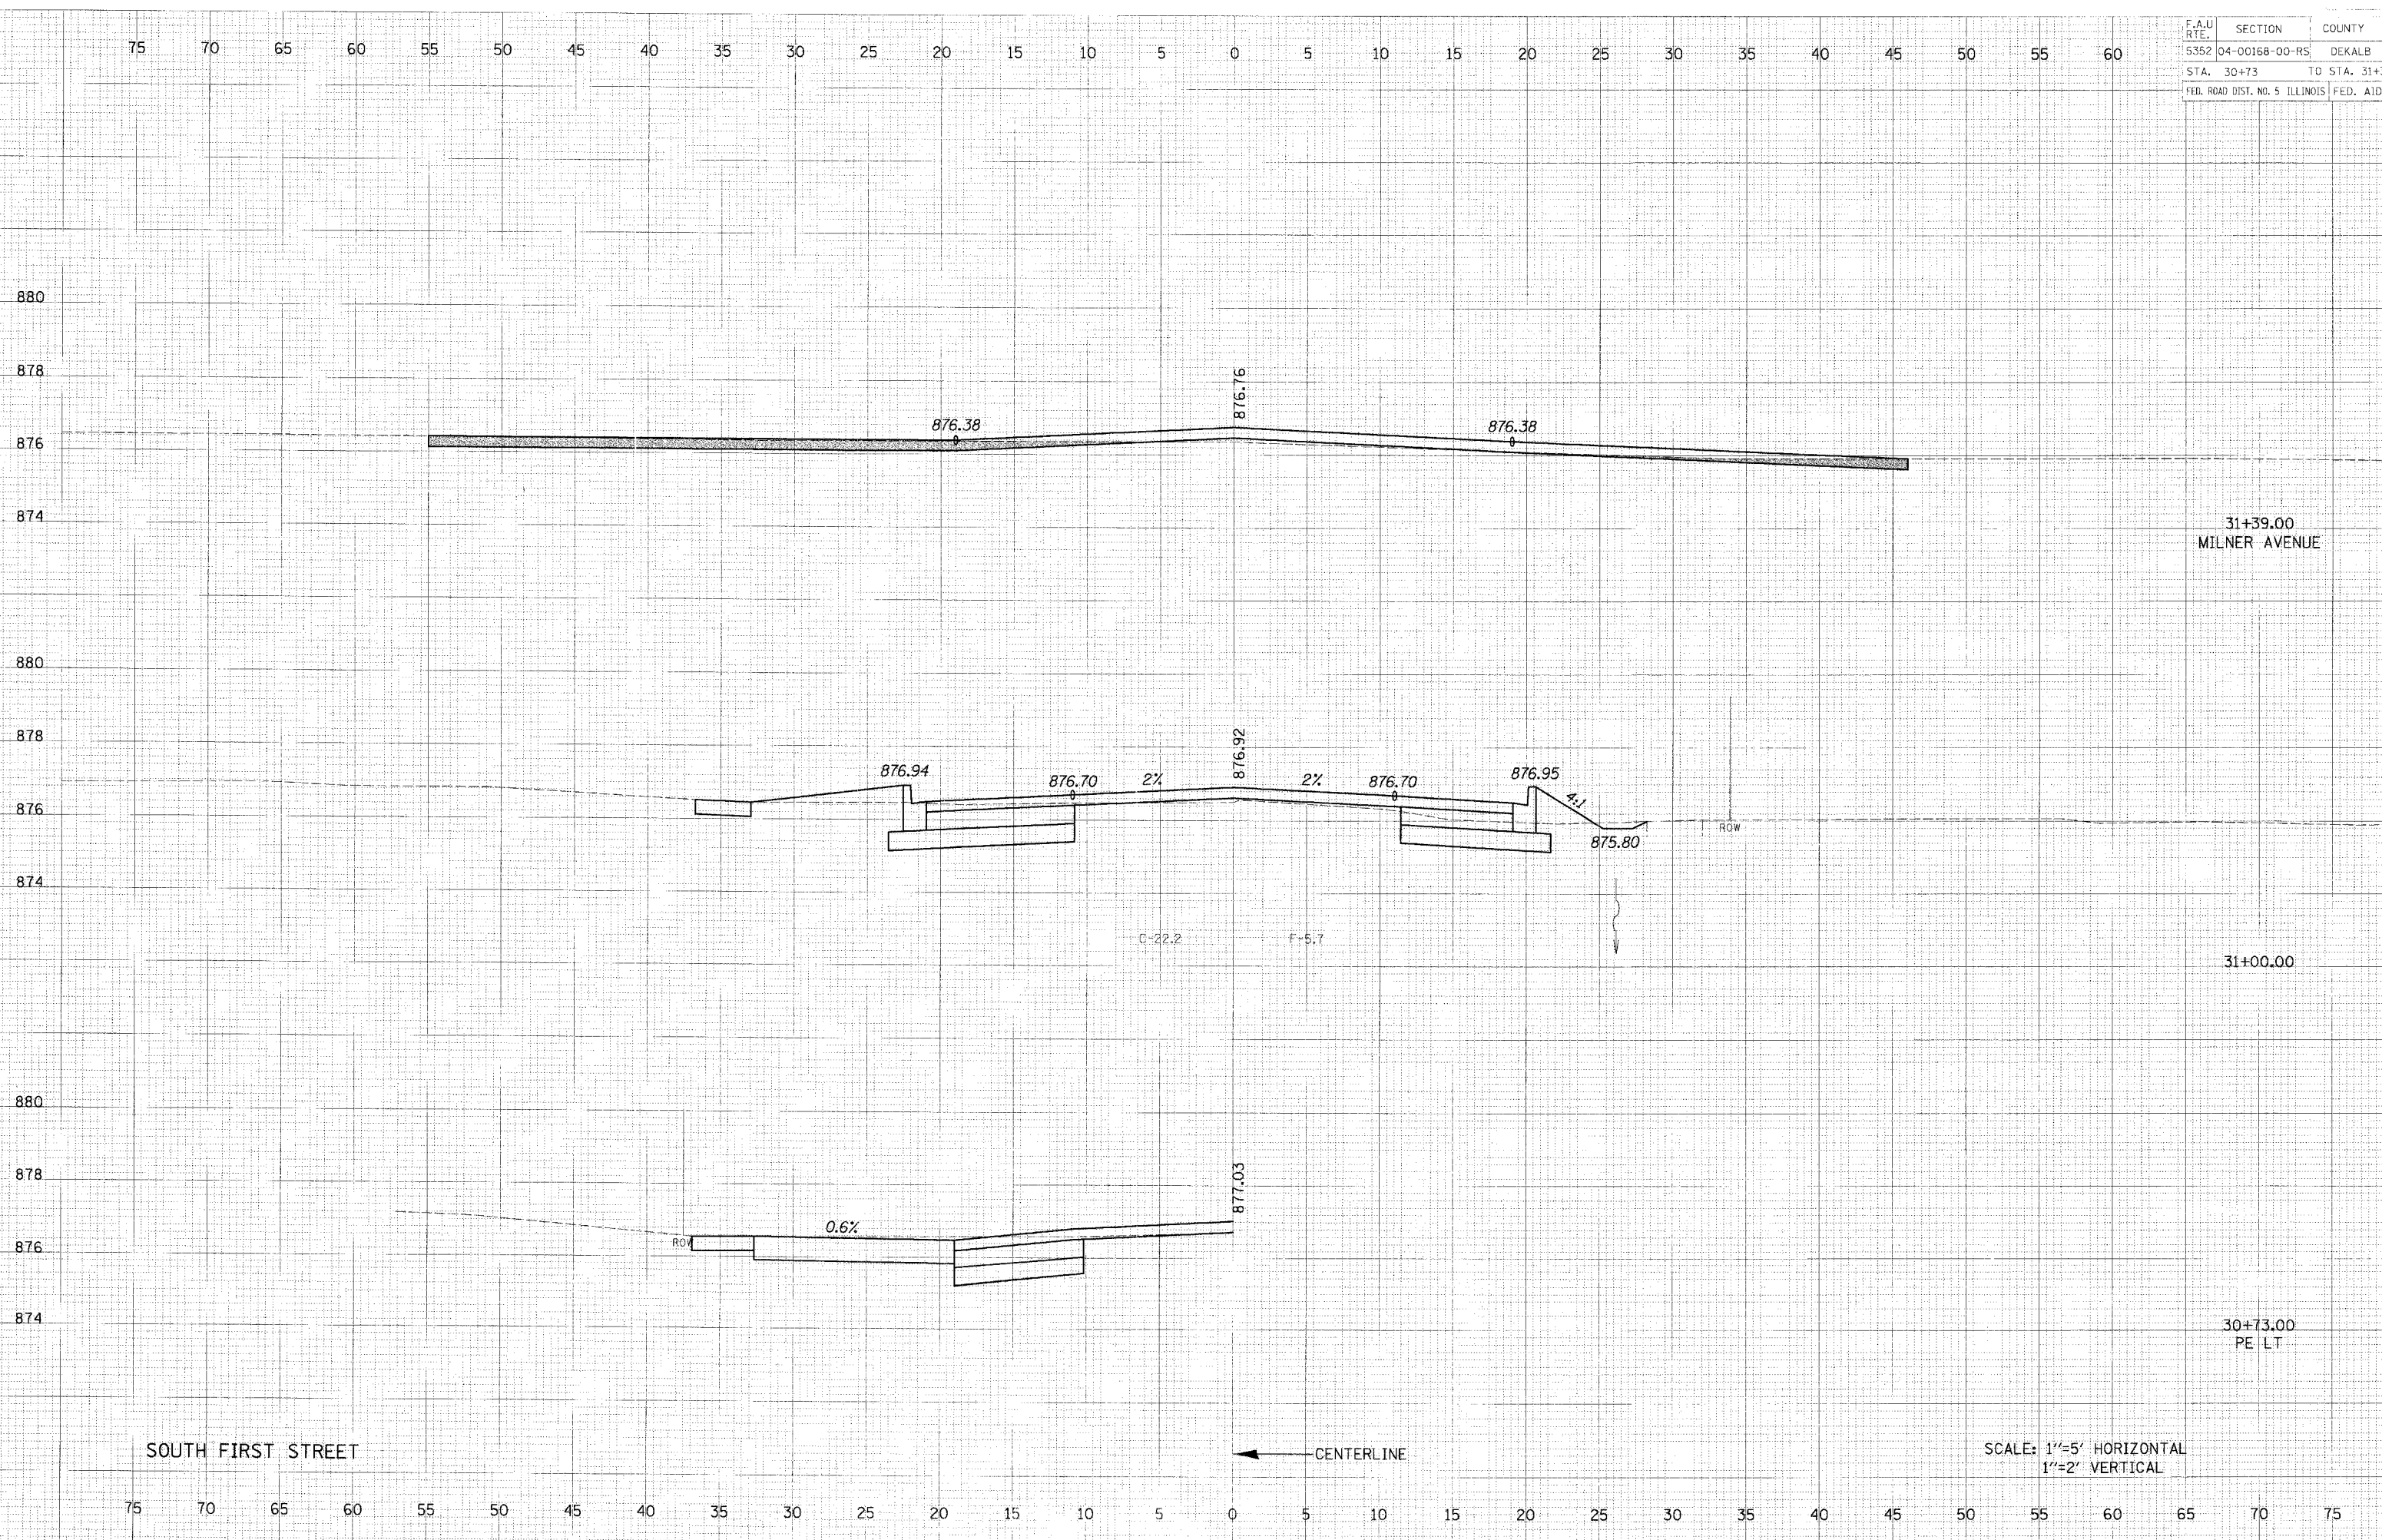 F.A.U RTE. SECTION COUNTY
5352 04-00168-00-RS DEKALB
STA. 30+73 TO STA.
FED. ROAD DIST. NO. 5 ILLINOIS FED. AID
75 70 65 60 55 50 45 40 35 30 25 20 15 10 5 0 5 10 15 20 25 30 35 40 45 50 55 60
880
878
876.76
876.38 876.38
876
874
31+39.00
MILNER AVENUE
880
878
876.92
876.94 876.70 2% 2% 876.70 876.95
4:1
876
ROW
875.80
874
C-22.2 F-5.7
31+00.00
880
878
877.03
0.6%
ROW
876
874
30+73.00
PE LT
SOUTH FIRST STREET
CENTERLINE
SCALE: 1"=5' HORIZONTAL
1"=2' VERTICAL
75 70 65 60 55 50 45 40 35 30 25 20 15 10 5 0 5 10 15 20 25 30 35 40 45 50 55 60 65 70 75